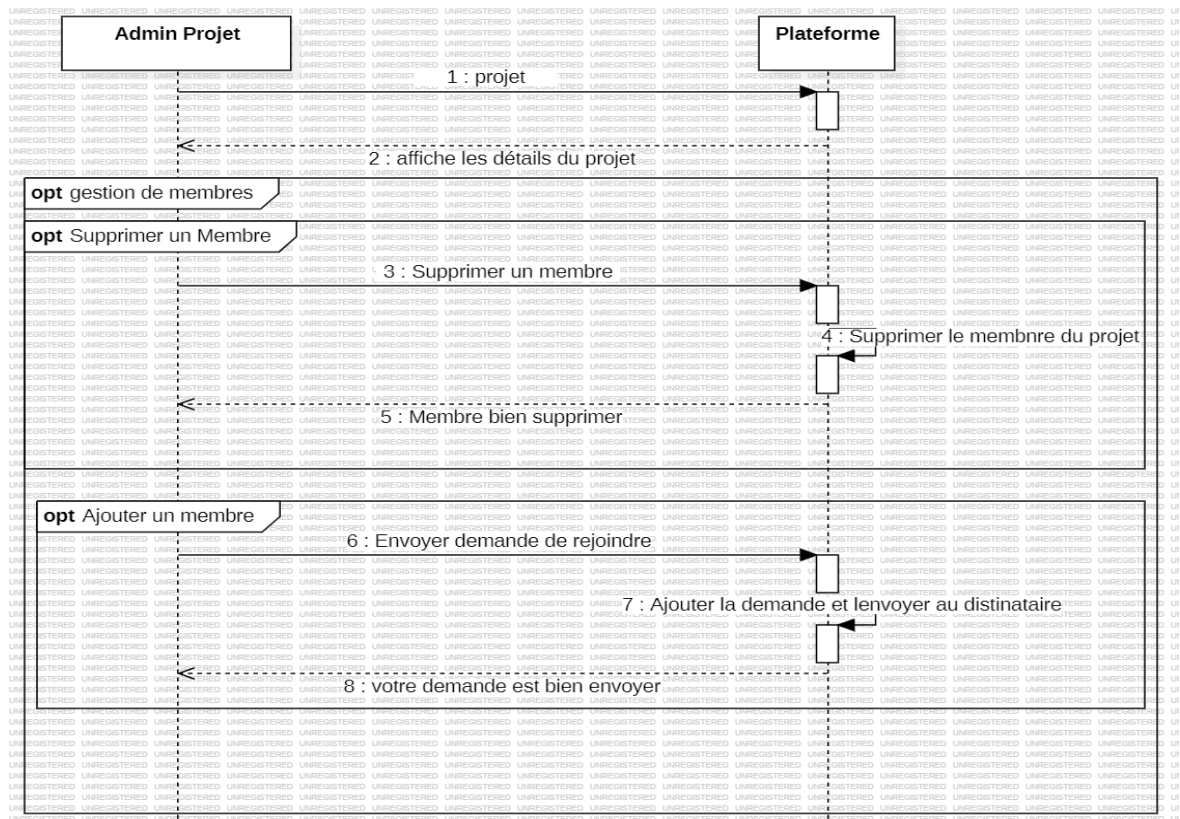 Admin Projet
Plateforme
1 : projet
2 : affiche les détails du projet
opt gestion de membres
opt Supprimer un Membre
3 : Supprimer un membre
4 : Supprimer le membnre du projet
5 : Membre bien supprimer
opt Ajouter un membre
6 : Envoyer demande de rejoindre
7 : Ajouter la demande et lenvoyer au distinataire
8 : votre demande est bien envoyer
UNREGISTERED